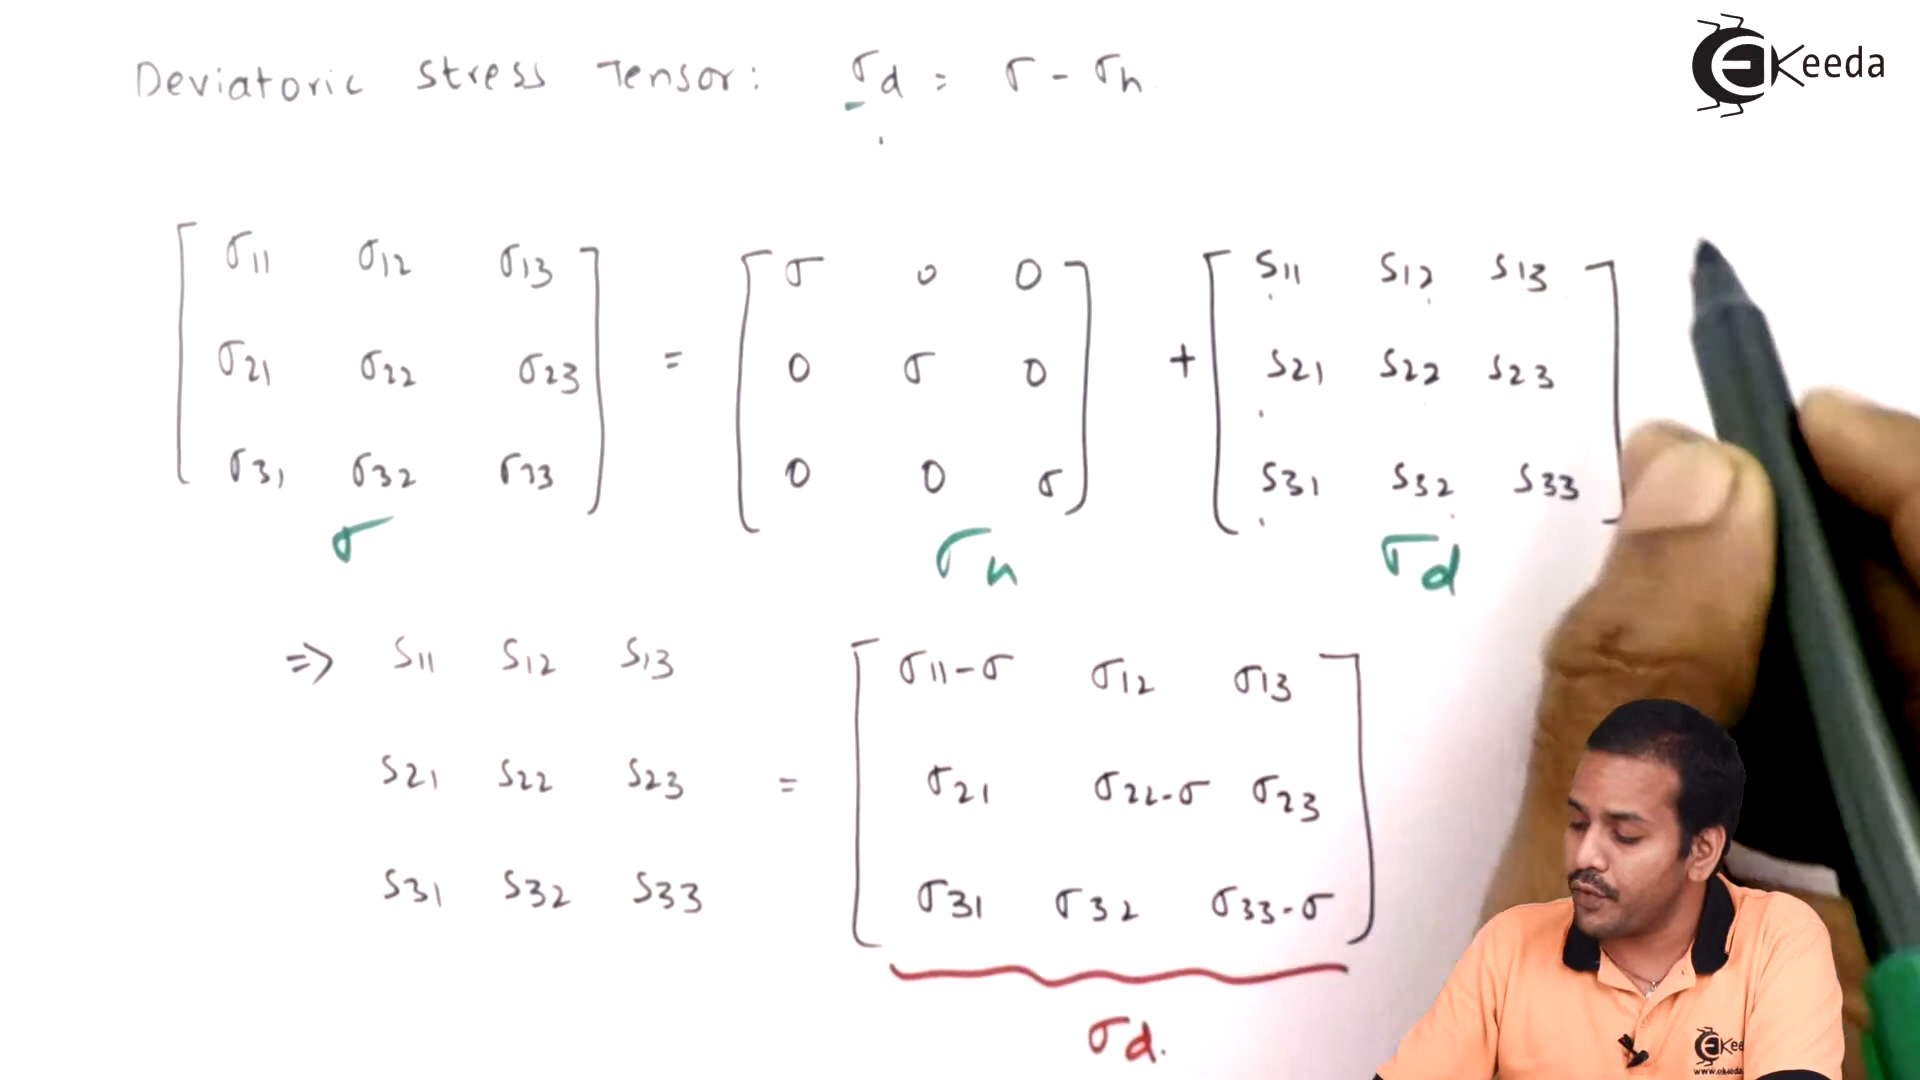 EKeeda
Deviatoric Stress Tensor: σd = σ - σh
σ11 σ12 σ13 σ 0 0 S11 S12 S13
σ21 σ22 σ23 = 0 σ 0 + S21 S22 S23
σ31 σ32 σ33 0 0 σ S31 S32 S33
σ σh σd
=> S11 S12 S13 σ11-σ σ12 σ13
S21 S22 S23 = σ21 σ22-σ σ23
S31 S32 S33 σ31 σ32 σ33-σ
σd.